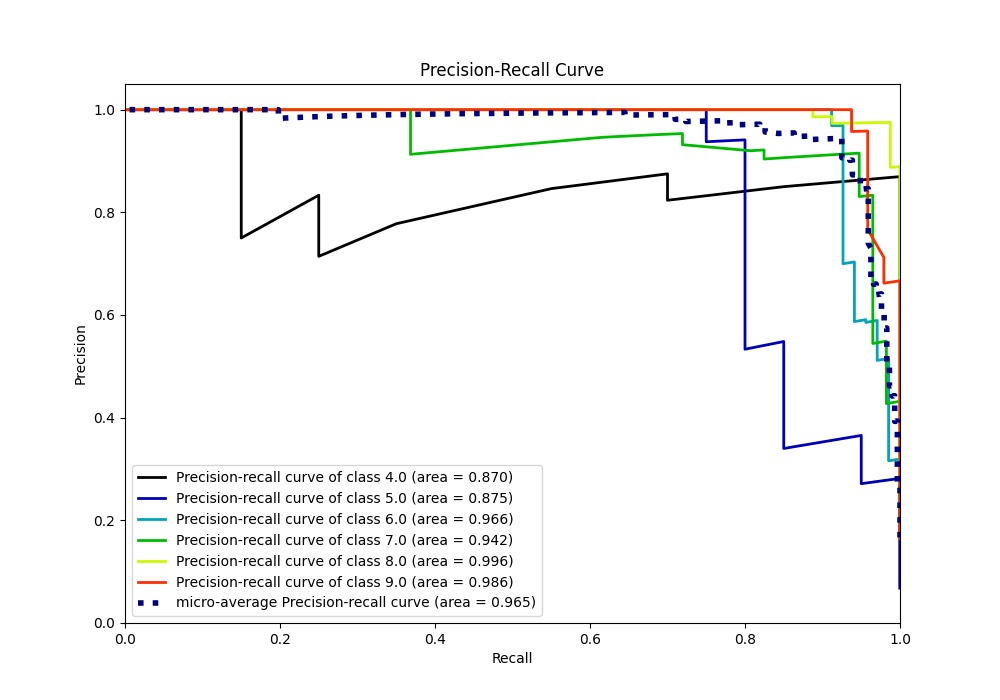 Precision-Recall Curve
1.0
0.8
0.6
0.4
0.2
0.0
Precision
Precision-recall curve of class 4.0 (area = 0.870)
Precision-recall curve of class 5.0 (area = 0.875)
Precision-recall curve of class 6.0 (area = 0.966)
Precision-recall curve of class 7.0 (area = 0.942)
Precision-recall curve of class 8.0 (area = 0.996)
Precision-recall curve of class 9.0 (area = 0.986)
micro-average Precision-recall curve (area = 0.965)
0.0 0.2 0.4 0.6 0.8 1.0
Recall